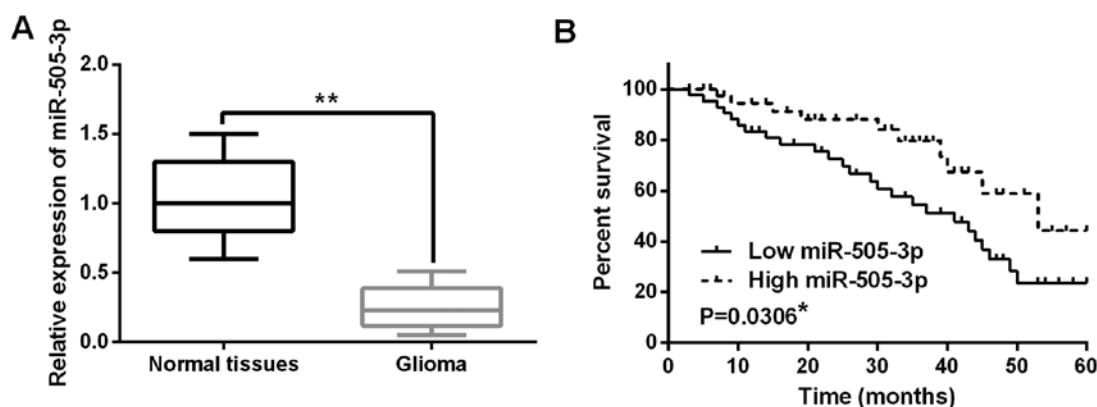 A
Relative expression of miR-505-3p
2.0
1.5
1.0
0.5
0.0
**
Normal tissues
Glioma
B
Percent survival
100
80
60
40
20
0
Low miR-505-3p
High miR-505-3p
P=0.0306*
0 10 20 30 40 50 60
Time (months)